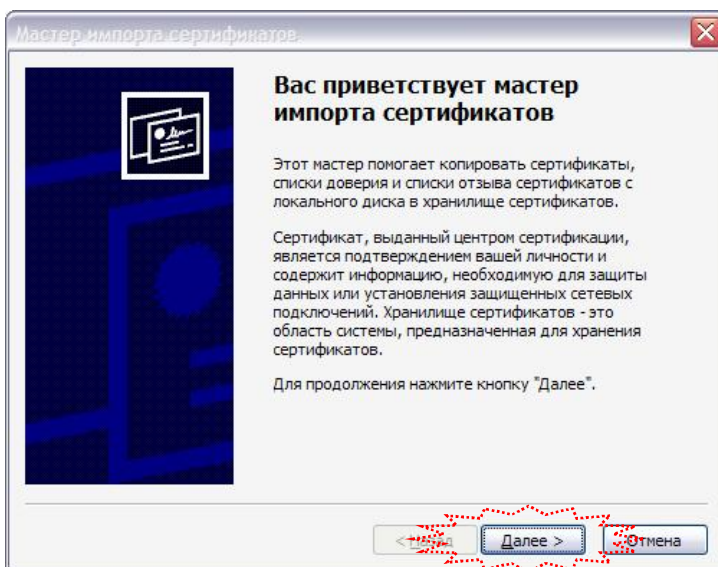 Мастер импорта сертификатов
Вас приветствует мастер
импорта сертификатов
Этот мастер помогает копировать сертификаты,
списки доверия и списки отзыва сертификатов с
локального диска в хранилище сертификатов.
Сертификат, выданный центром сертификации,
является подтверждением вашей личности и
содержит информацию, необходимую для защиты
данных или установления защищенных сетевых
подключений. Хранилище сертификатов - это
область системы, предназначенная для хранения
сертификатов.
Для продолжения нажмите кнопку "Далее".
< Назад Далее > Отмена